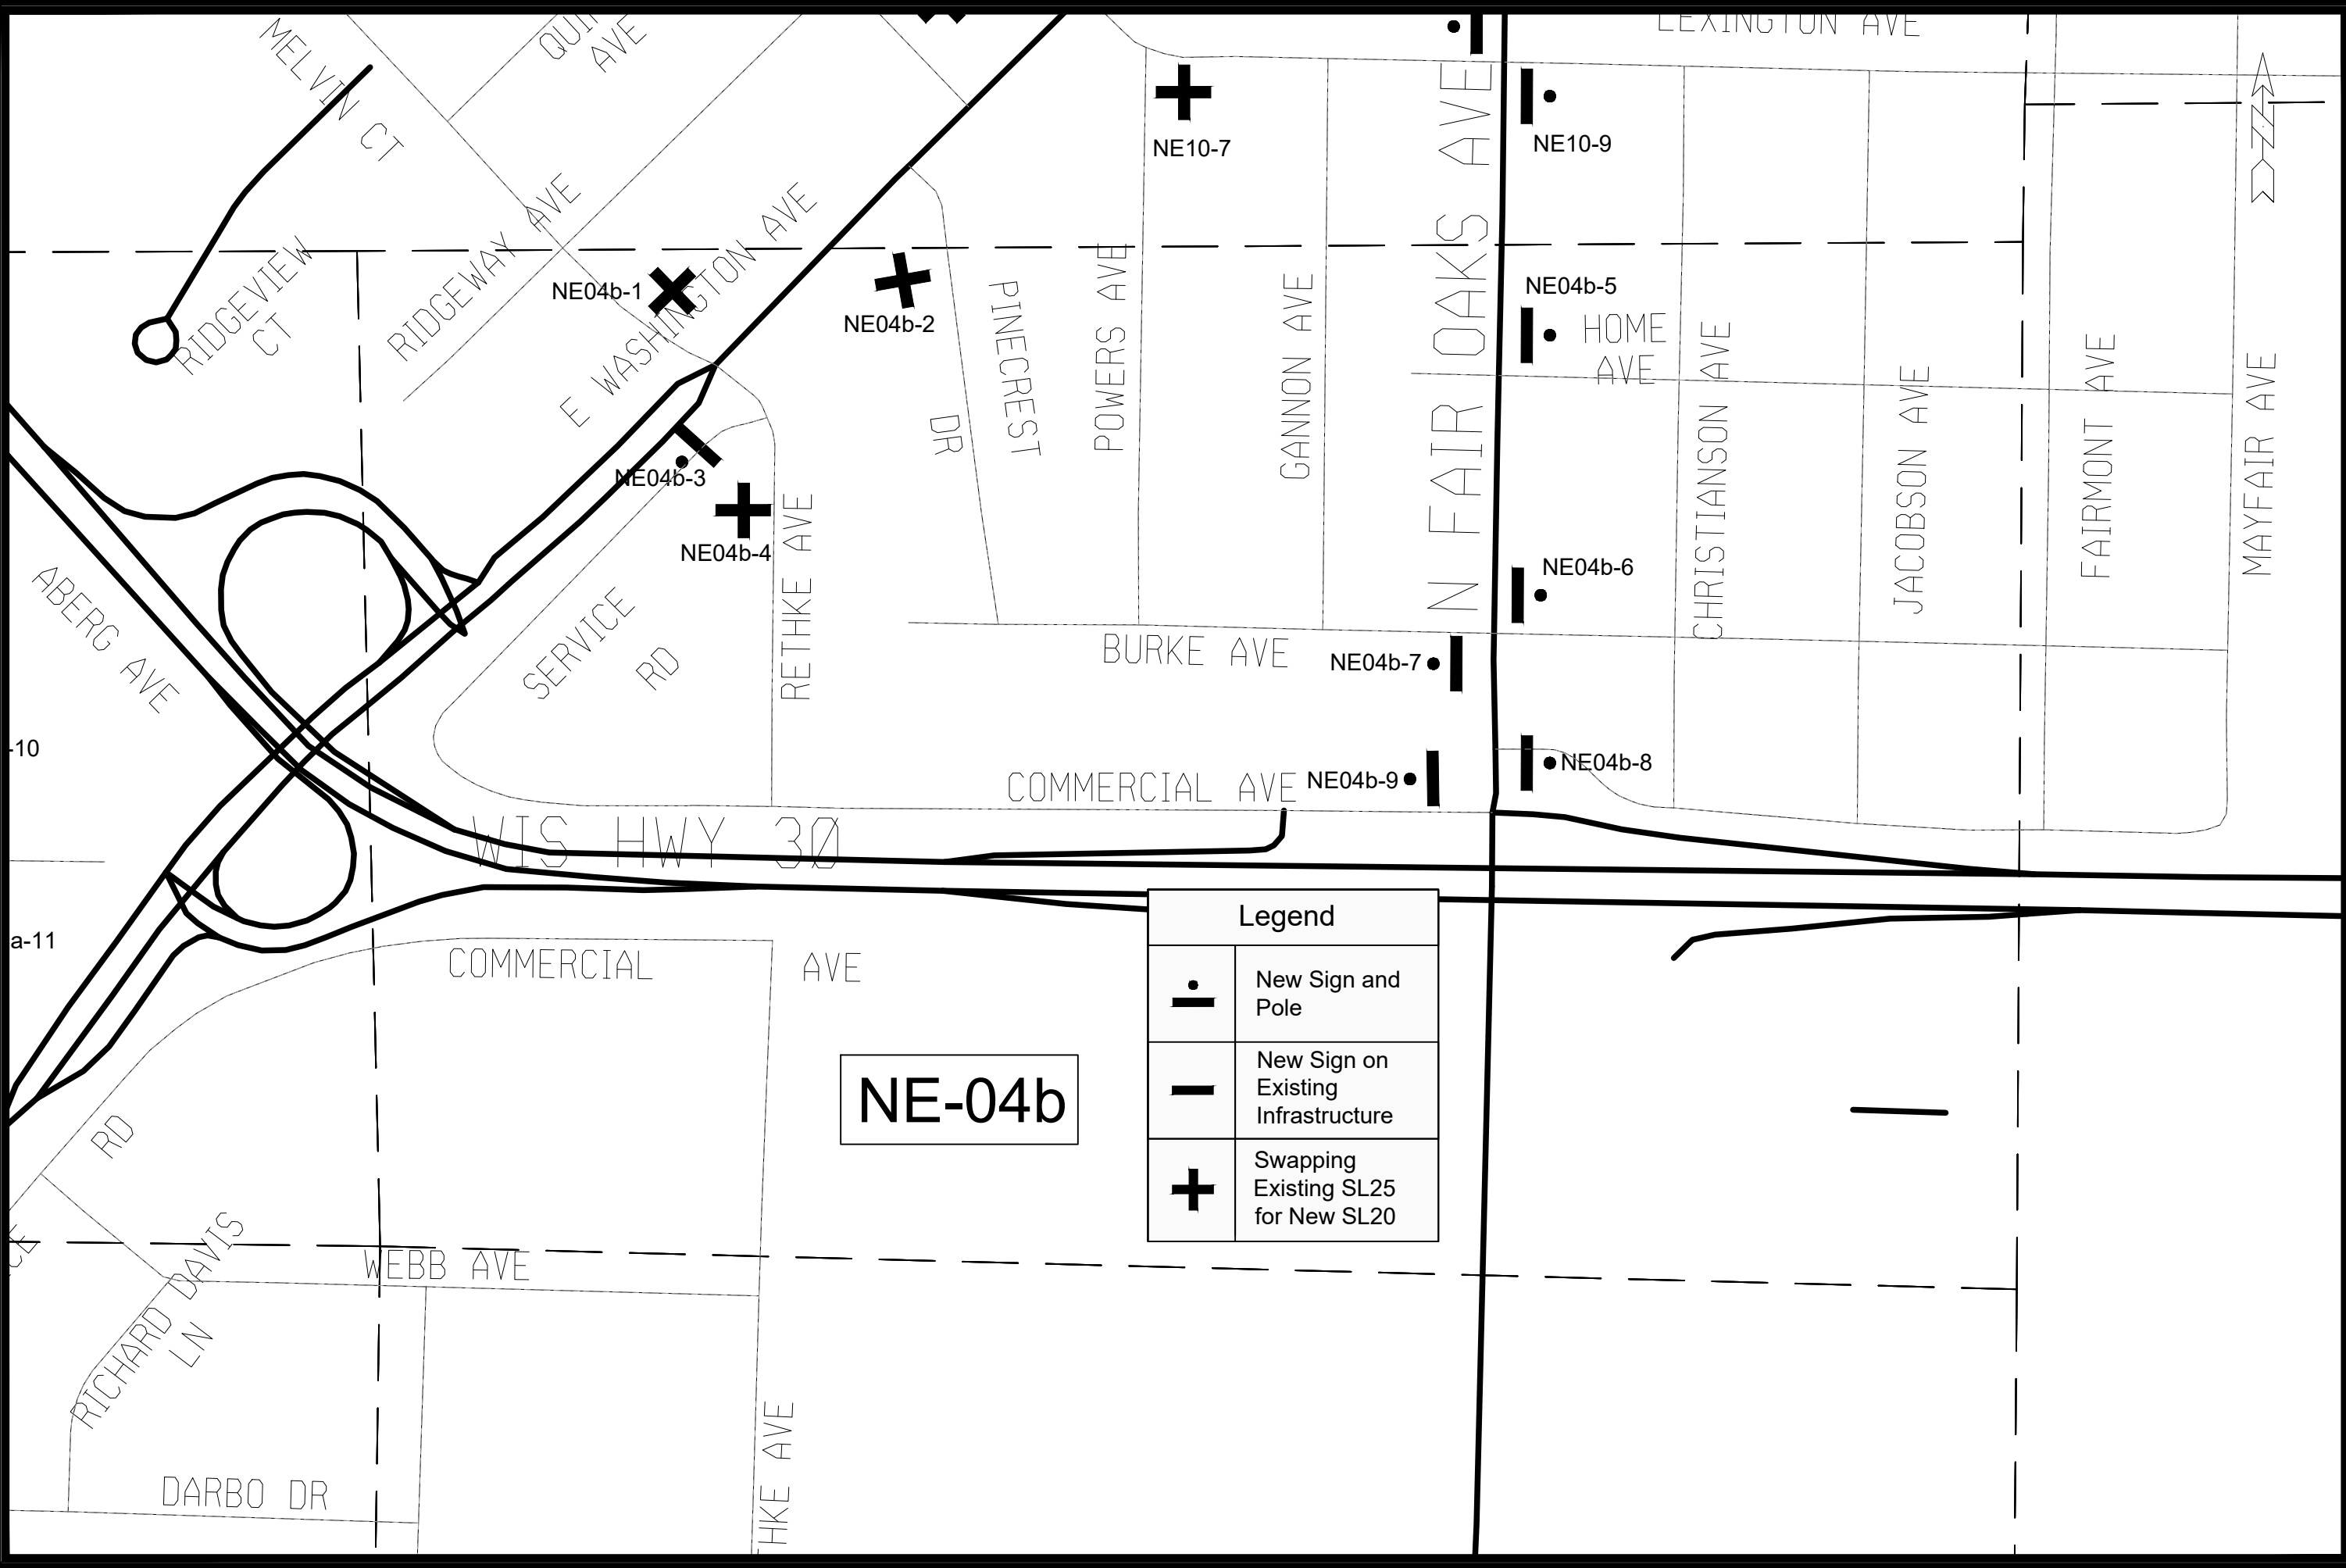 MELVIN CT
AVE
LEXINGTON AVE
NE10-7
NE10-9
RIDGEVIEW
CT
RIDGEWAY AVE
E WASHINGTON AVE
NE04b-1
NE04b-2
NE04b-3
NE04b-4
PINECREST
DR
POWERS AVE
GANNON AVE
N FAIR OAKS AVE
NE04b-5
HOME
AVE
CHRISTIANSON AVE
JACOBSON AVE
FAIRMONT AVE
MAYFAIR AVE
NE04b-6
ABERG AVE
SERVICE
RD
RETHKE AVE
BURKE AVE
NE04b-7
NE04b-8
-10
COMMERCIAL AVE
NE04b-9
WIS HWY 30
a-11
COMMERCIAL AVE
Legend
New Sign and
Pole
New Sign on
Existing
Infrastructure
Swapping
Existing SL25
for New SL20
NE-04b
RD
CE
WEBB AVE
RICHARD DAVIS
LN
DARBO DR
HKE AVE